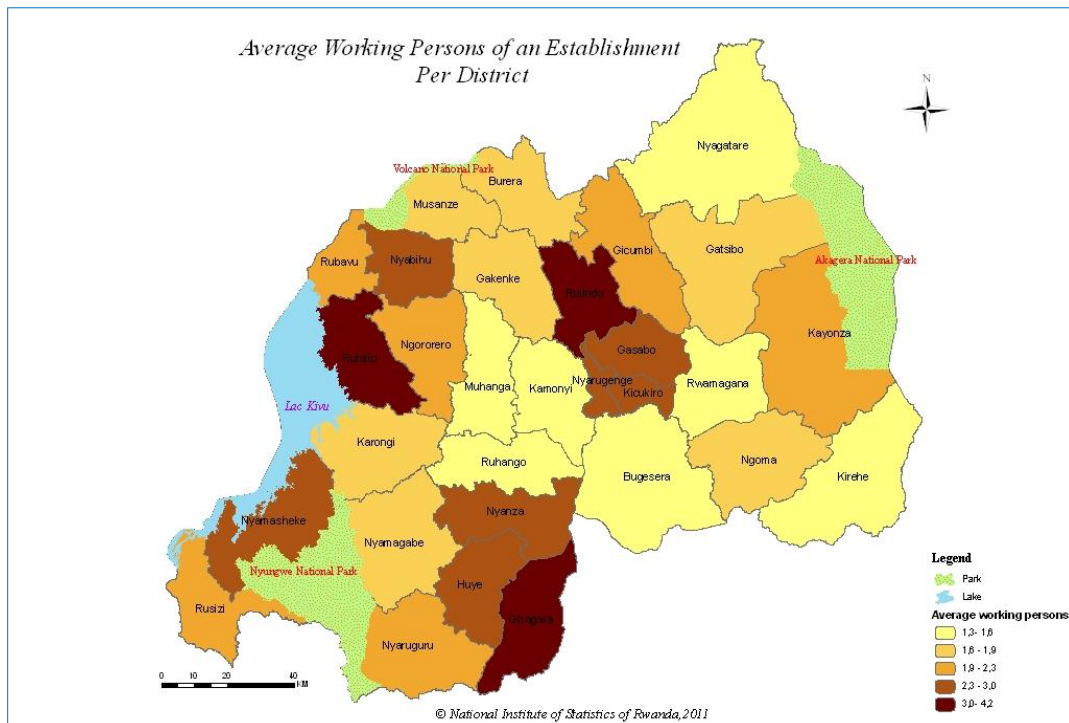 Average Working Persons of an Establishment
Per District
N
Nyagatare
Volcano National Park
Burera
Musanze
Gicumbi
Gatsibo
Rubavu
Nyabihu
Gakenke
Rulindo
Akagera National Park
Kayonza
Ngororero
Rutsiro
Gasabo
Muhanga
Kamonyi
Nyarugenge
Kicukiro
Rwamagana
Lac Kivu
Karongi
Ruhango
Bugesera
Ngoma
Kirehe
Nyamasheke
Nyanza
Nyamagabe
Nyungwe National Park
Huye
Gisagara
Rusizi
Nyaruguru
Legend
Park
Lake
Average working persons
1,3- 1,6
1,6 - 1,9
1,9 - 2,3
2,3 - 3,0
3,0- 4,2
0 5 10 20 30 40
KM
© National Institute of Statistics of Rwanda,2011